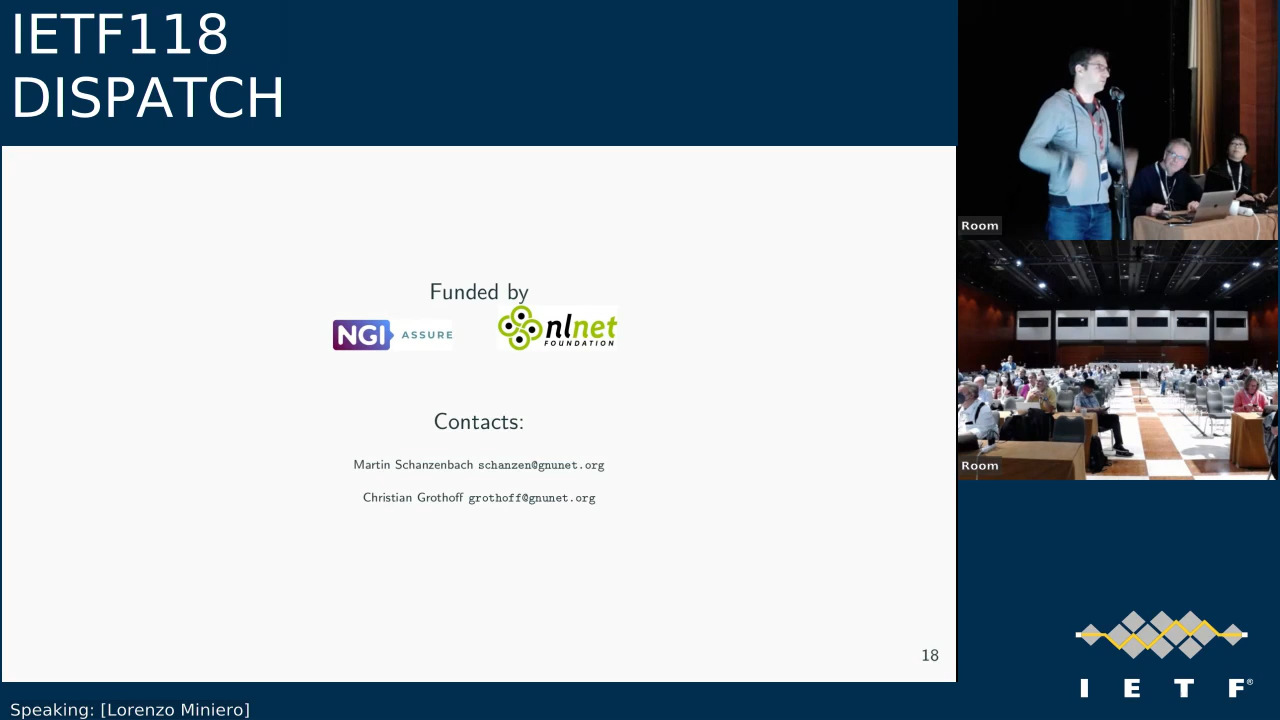 IETF118
DISPATCH
Funded by
NGI ASSURE
nlnet
FOUNDATION
Contacts:
Martin Schanzenbach schanzen@gnunet.org
Christian Grothoff grothoff@gnunet.org
18
Room
Room
I E T F®
Speaking: [Lorenzo Miniero]